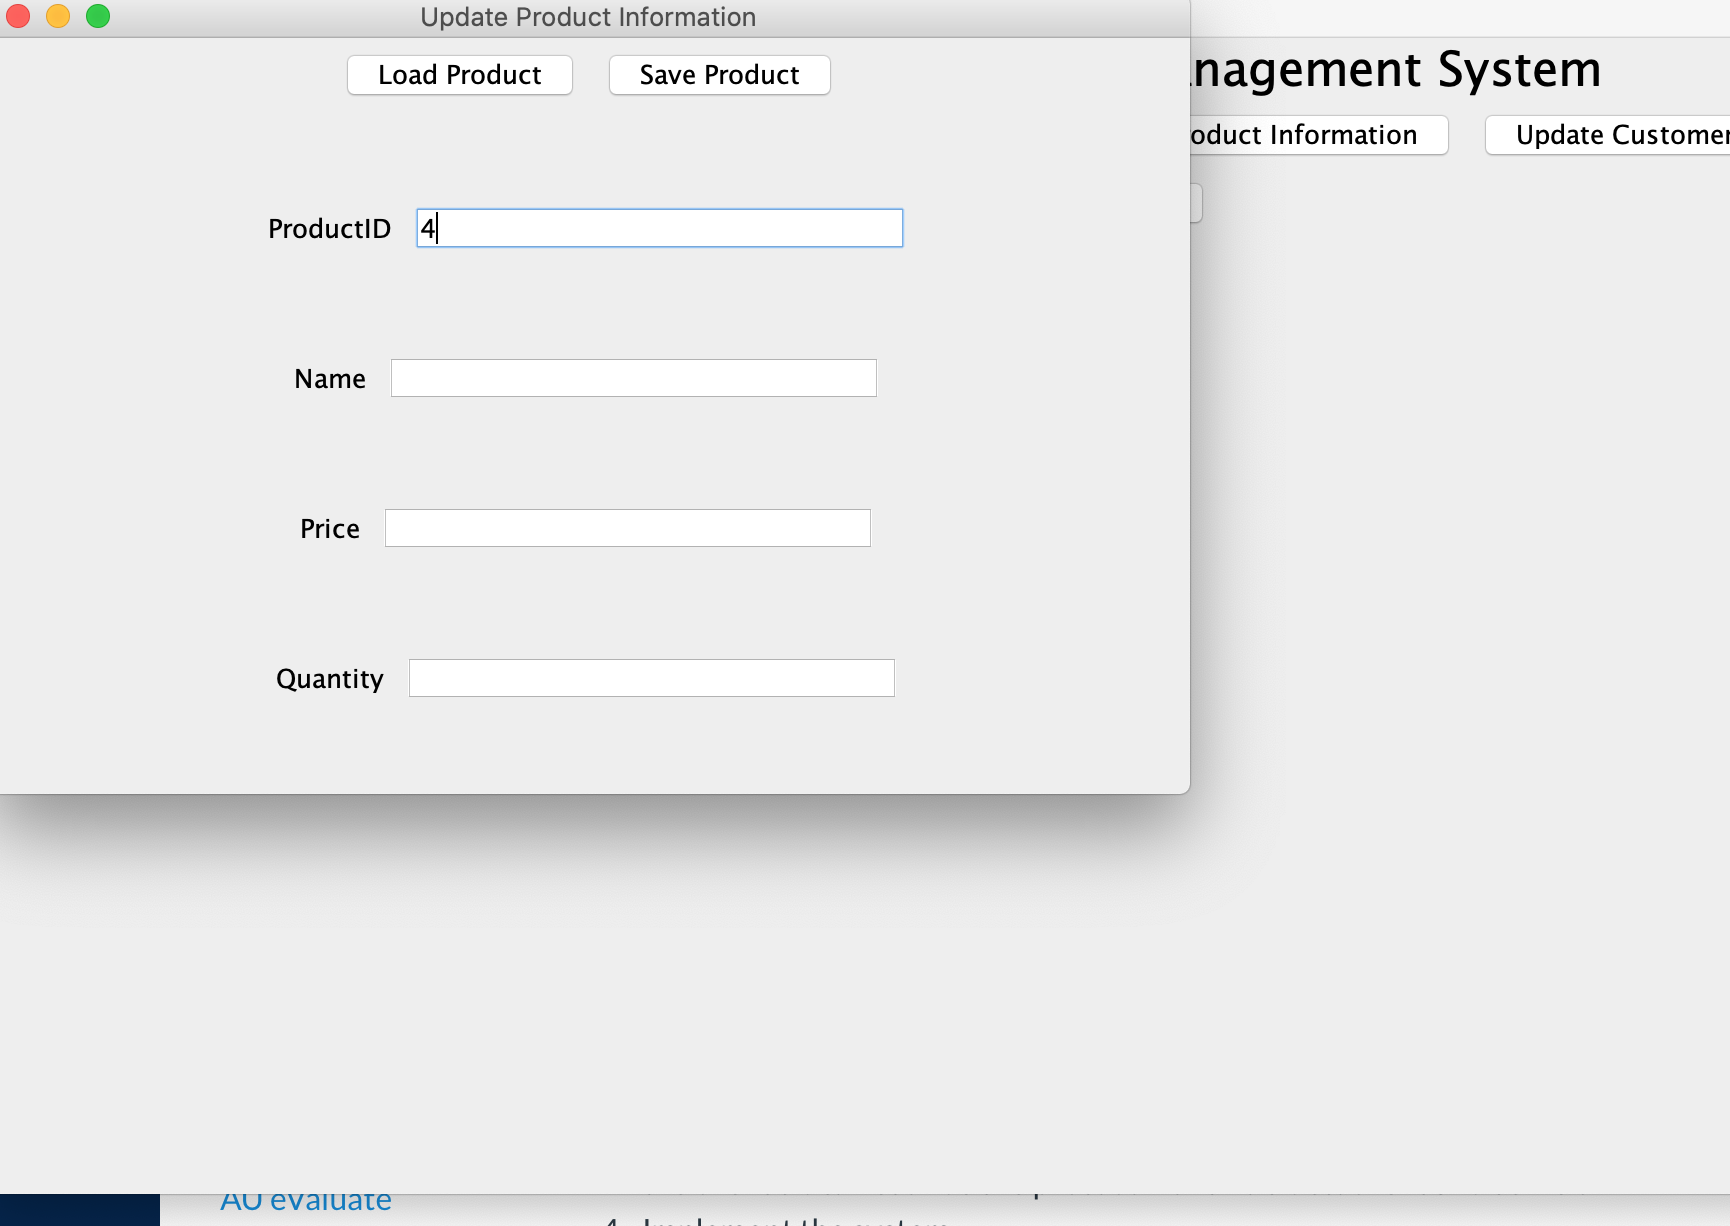 Update Product Information
Load Product
Save Product
nagement System
oduct Information
Update Customer
ProductID
4
Name
Price
Quantity
AU evaluate
4. Implement the system